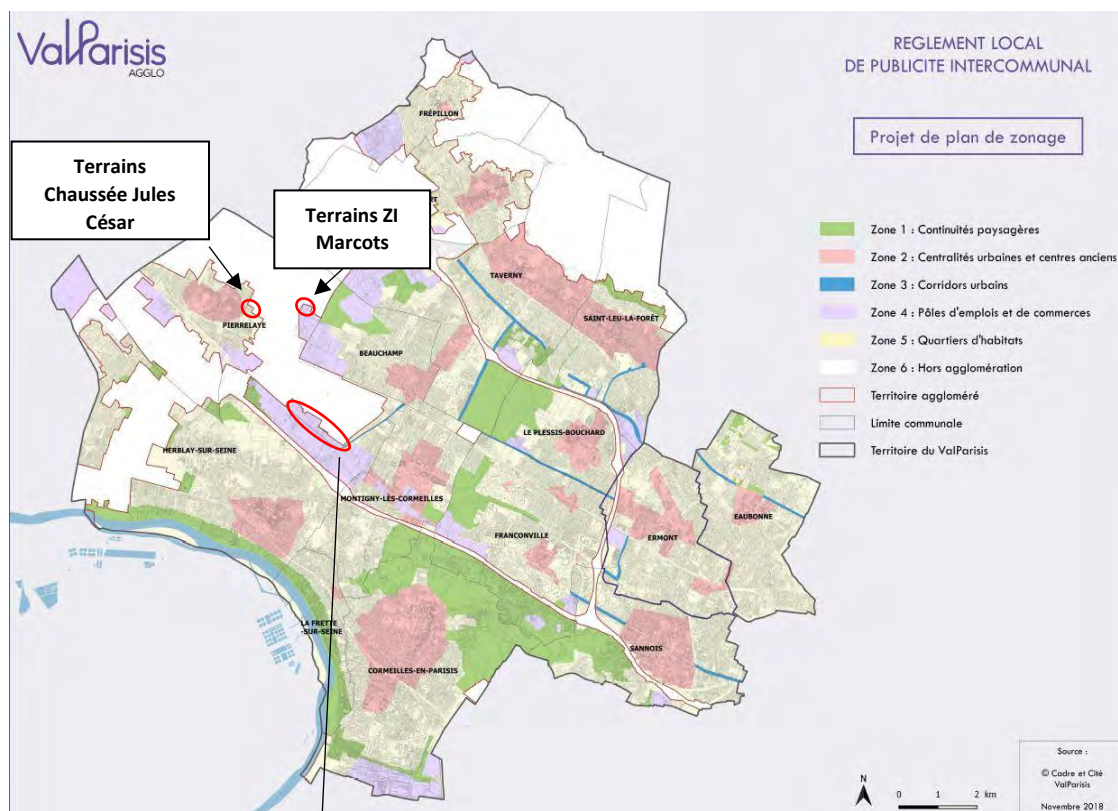 ValParisis
AGGLO
REGLEMENT LOCAL
DE PUBLICITE INTERCOMMUNAL
Projet de plan de zonage
Terrains
Chaussée Jules
César
Terrains ZI
Marcots
Zone 1 : Continuités paysagères
Zone 2 : Centralités urbaines et centres anciens
Zone 3 : Corridors urbains
Zone 4 : Pôles d'emplois et de commerces
Zone 5 : Quartiers d'habitats
Zone 6 : Hors agglomération
Territoire aggloméré
Limite communale
Territoire du ValParisis
FRÉPILLON
RT
TAVERNY
SAINT-LEU-LA-FORÊT
PIERRELAYE
BEAUCHAMP
LE PLESSIS-BOUCHARD
HERBLAY-SUR-SEINE
MONTIGNY-LÈS-CORMEILLES
FRANCONVILLE
ERMONT
EAUBONNE
LA FRETTE
-SUR-SEINE
CORMEILLES-EN-PARISIS
SANNOIS
N
0 1 2 km
Source :
© Cadre et Cité
ValParisis
Novembre 2018